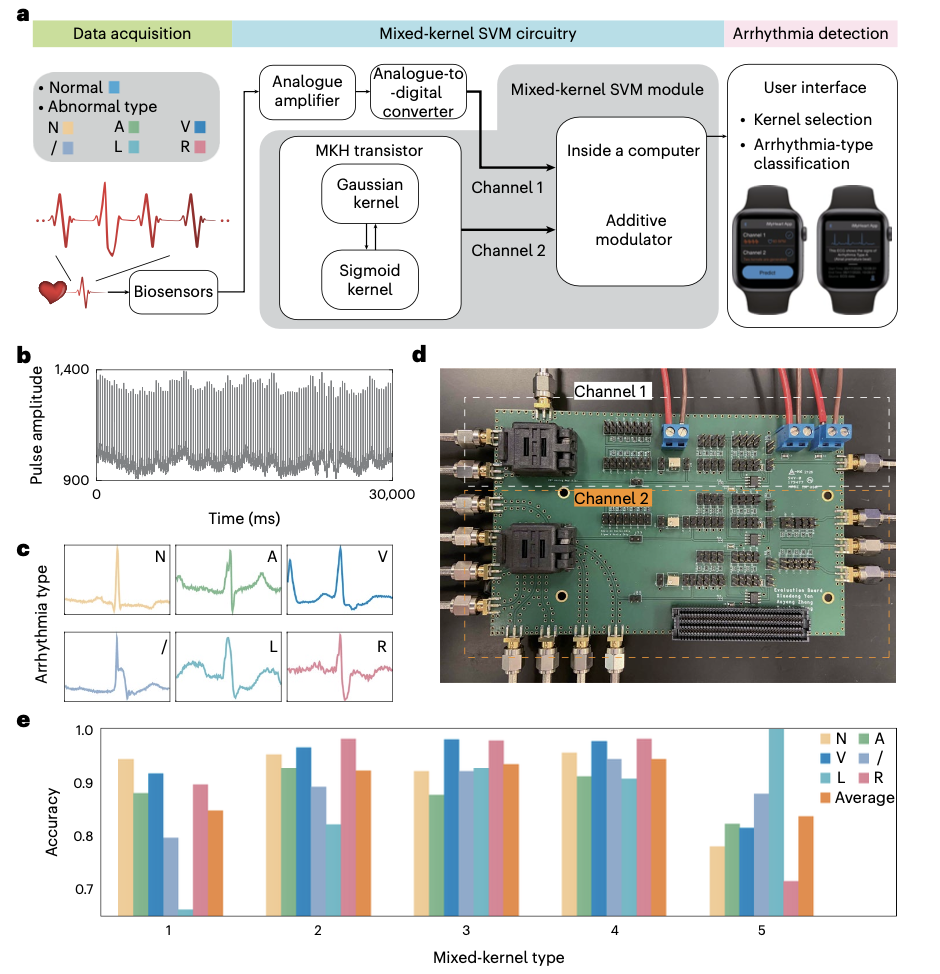 a
Data acquisition
Mixed-kernel SVM circuitry
Arrhythmia detection
• Normal
• Abnormal type
N A V
/ L R
Biosensors
Analogue
amplifier
Analogue-to
-digital
converter
MKH transistor
Gaussian
kernel
Sigmoid
kernel
Channel 1
Channel 2
Mixed-kernel SVM module
Inside a computer
Additive
modulator
User interface
• Kernel selection
• Arrhythmia-type
classification
Channel 1
Channel 2
Predict
b
Pulse amplitude
1,400
900
0
30,000
Time (ms)
c
Arrhythmia type
N A V
/ L R
d
Channel 1
Channel 2
Evaluation Board
e
Accuracy
1.0
0.9
0.8
0.7
N A
V /
L R
Average
1 2 3 4 5
Mixed-kernel type